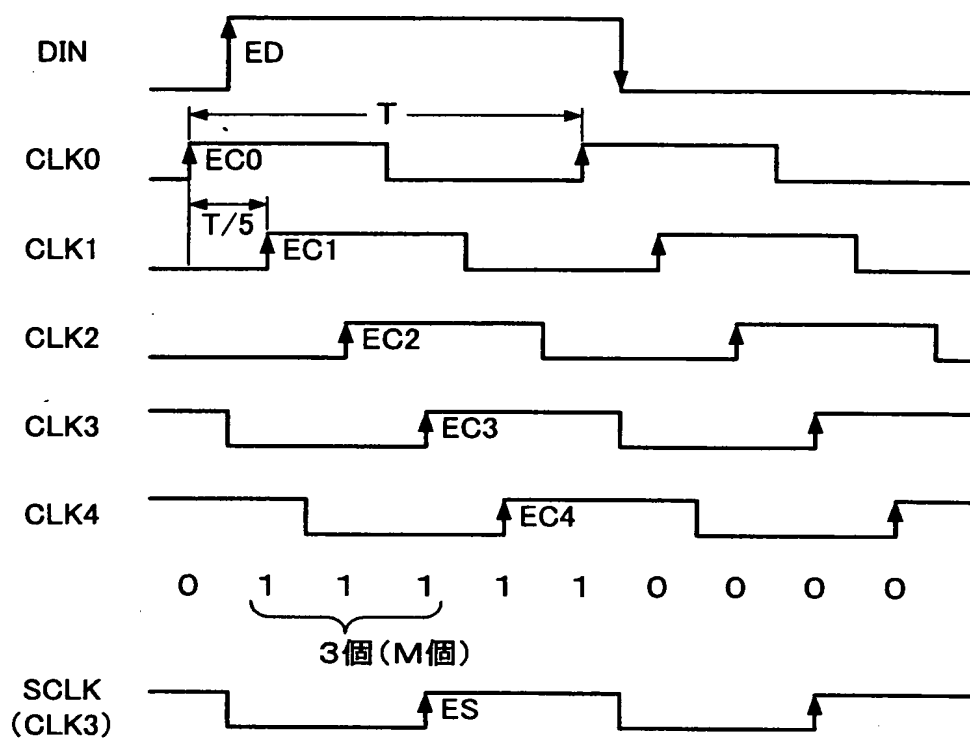 DIN
ED
T
CLK0
EC0
T/5
CLK1
EC1
CLK2
EC2
CLK3
EC3
CLK4
EC4
0 1 1 1 1 1 0 0 0 0
3個(M個)
SCLK
(CLK3)
ES